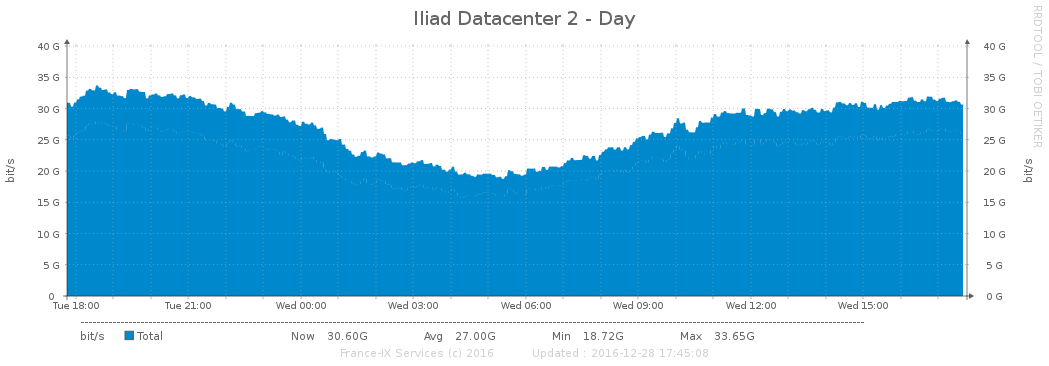 Iliad Datacenter 2 - Day
RRDTOOL / TOBI OETIKER
40 G 40 G
35 G 35 G
30 G 30 G
25 G 25 G
20 G 20 G
15 G 15 G
10 G 10 G
5 G 5 G
0 0 G
bit/s bit/s
Tue 18:00 Tue 21:00 Wed 00:00 Wed 03:00 Wed 06:00 Wed 09:00 Wed 12:00 Wed 15:00
bit/s Total Now 30.60G Avg 27.00G Min 18.72G Max 33.65G
France-IX Services (c) 2016 Updated : 2016-12-28 17:45:08